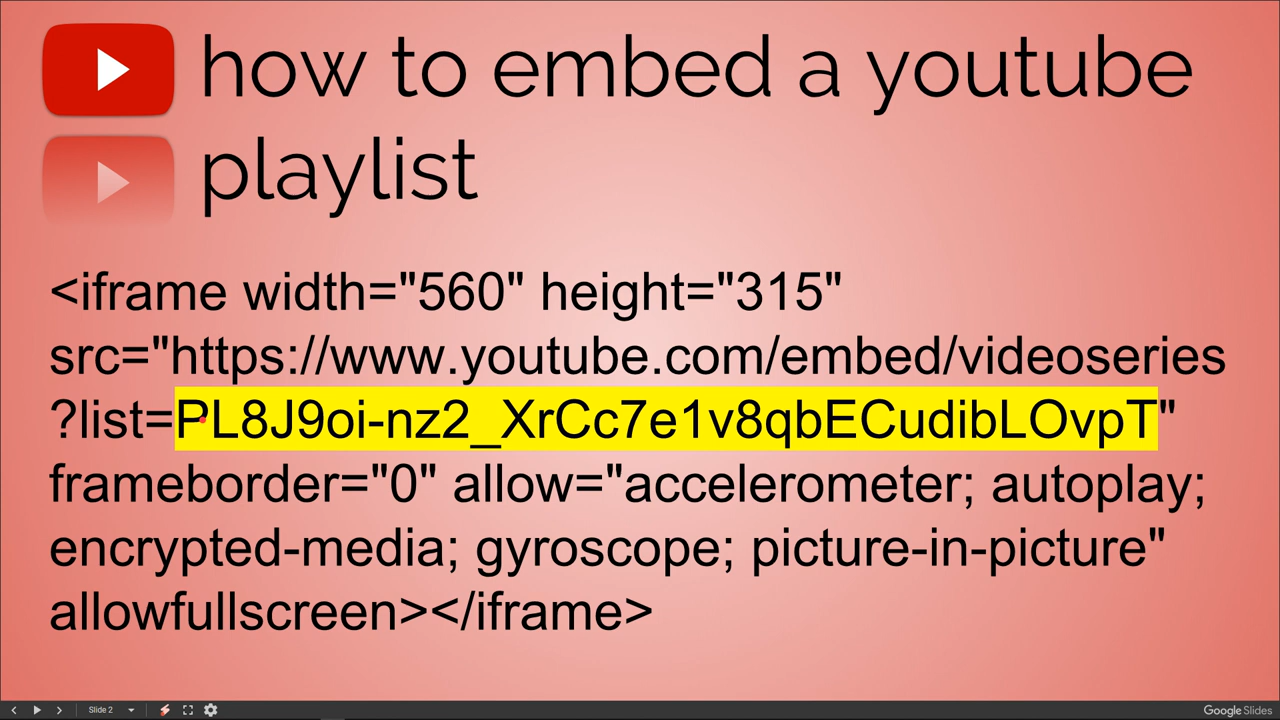 how to embed a youtube
playlist
<iframe width="560" height="315"
src="https://www.youtube.com/embed/videoseries
?list=PL8J9oi-nz2_XrCc7e1v8qbECudibLOvpT"
frameborder="0" allow="accelerometer; autoplay;
encrypted-media; gyroscope; picture-in-picture"
allowfullscreen></iframe>
Slide 2
Google Slides